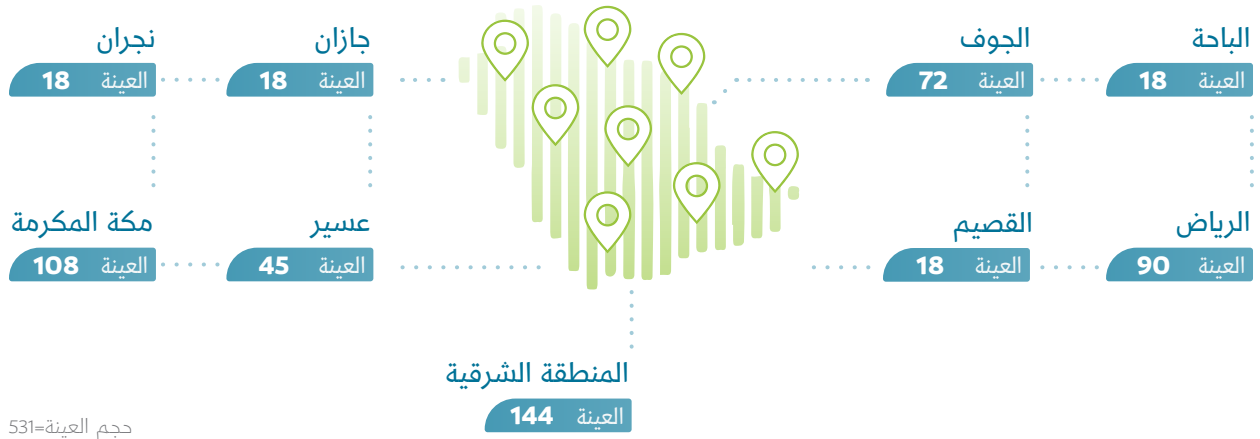 الباحة
العينة 18
الجوف
العينة 72
جازان
العينة 18
نجران
العينة 18
الرياض
العينة 90
القصيم
العينة 18
عسير
العينة 45
مكة المكرمة
العينة 108
المنطقة الشرقية
العينة 144
حجم العينة=531